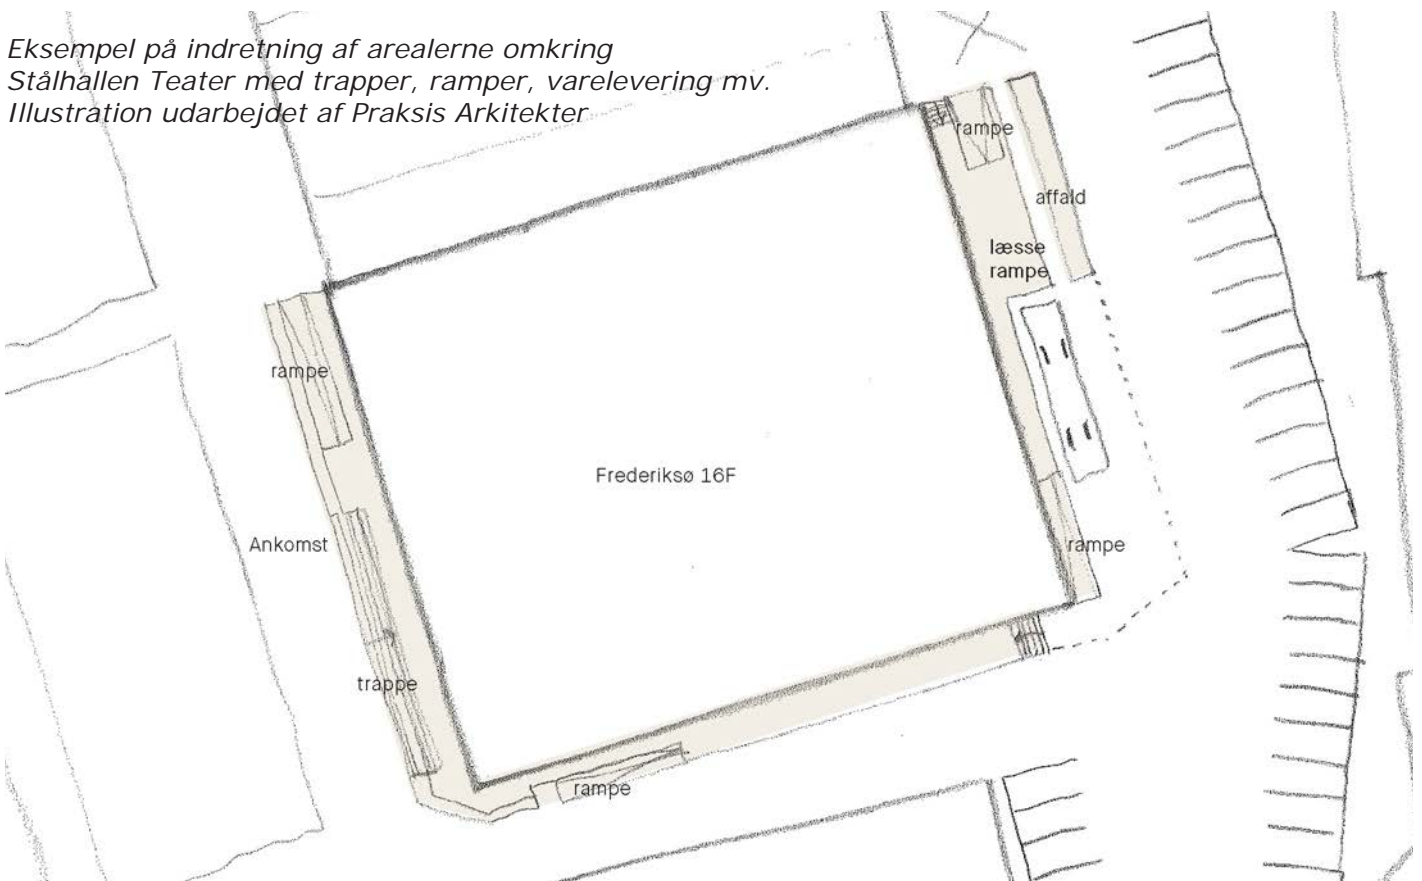 Eksempel på indretning af arealerne omkring
Stålhallen Teater med trapper, ramper, varelevering mv.
Illustration udarbejdet af Praksis Arkitekter
rampe
affald
læsse
rampe
rampe
Frederiksø 16F
Ankomst
rampe
trappe
rampe